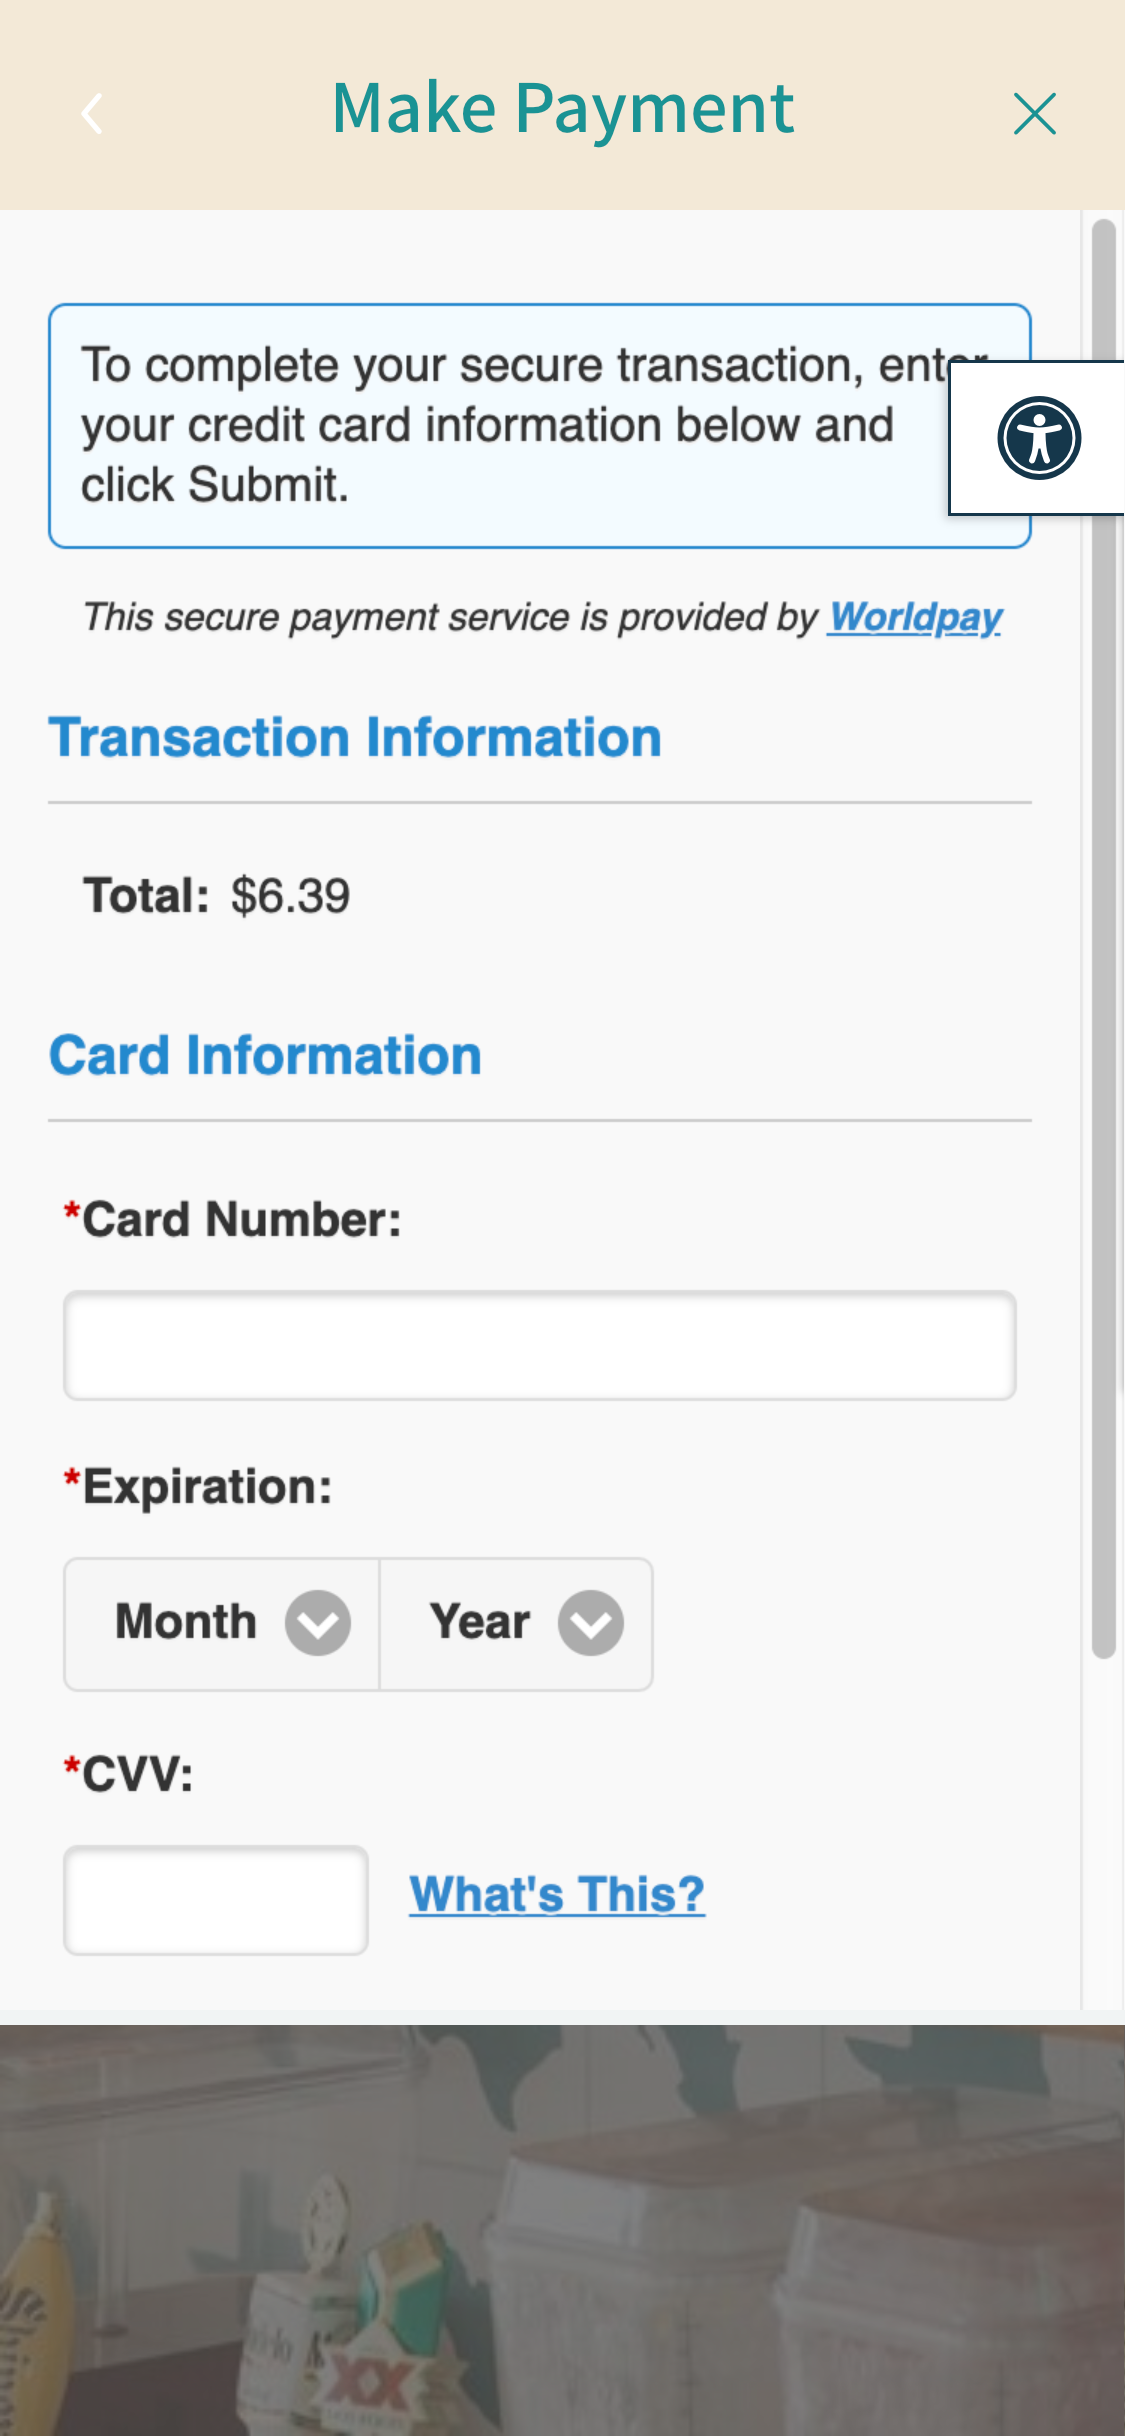 Make Payment
To complete your secure transaction, enter
your credit card information below and
click Submit.
This secure payment service is provided by Worldpay
Transaction Information
Total: $6.39
Card Information
*Card Number:
*Expiration:
Month Year
*CVV:
What's This?
XX